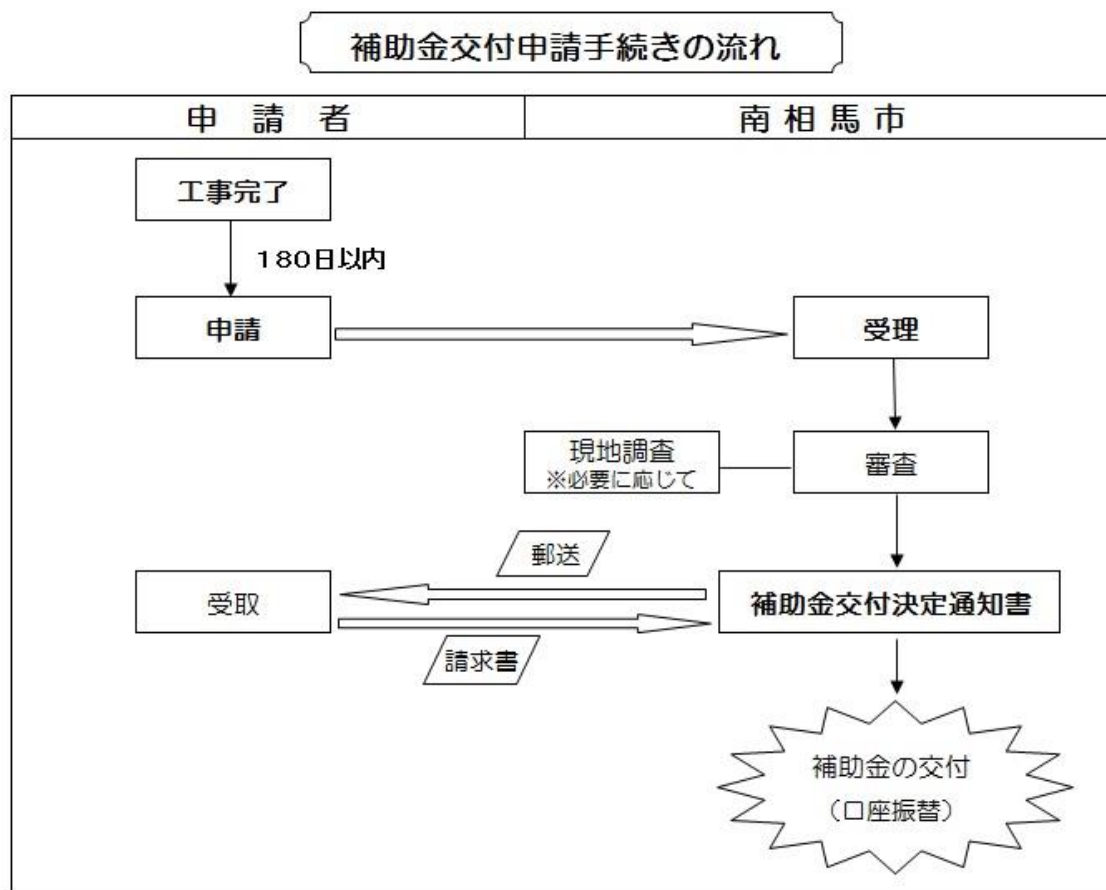 補助金交付申請手続きの流れ
申請者
南相馬市
工事完了
180日以内
申請
受理
現地調査
※必要に応じて
審査
郵送
受取
補助金交付決定通知書
請求書
補助金の交付
(口座振替)